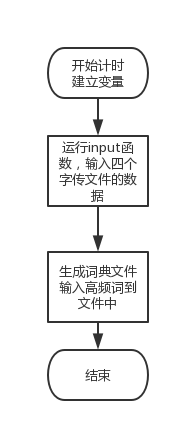 开始计时
建立变量
运行input函
数，输入四个
字传文件的数
据
生成词典文件
输入高频词到
文件中
结束